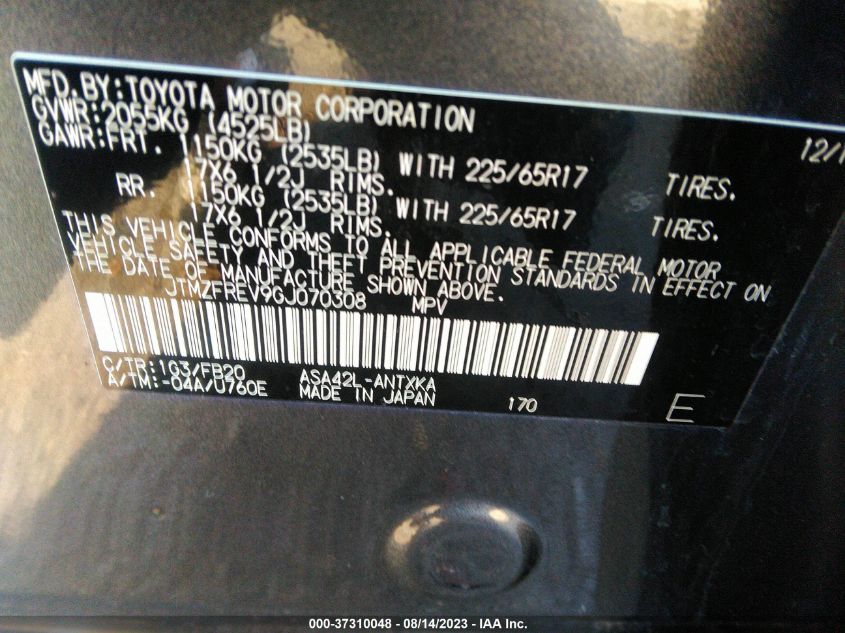 MFD. BY: TOYOTA MOTOR CORPORATION 12/1
GVWR: 2055KG (4525LB)
GAWR: FRT. 1150KG (2535LB) WITH 225/65R17 TIRES.
17X6 1/2J RIMS.
RR. 1150KG (2535LB) WITH 225/65R17 TIRES.
17X6 1/2J RIMS.
THIS VEHICLE CONFORMS TO ALL APPLICABLE FEDERAL MOTOR
VEHICLE SAFETY AND THEFT PREVENTION STANDARDS IN EFFECT ON
THE DATE OF MANUFACTURE SHOWN ABOVE.
JTMZFREV9GJ070308 MPV
C/TR: 1G3/FB20 ASA42L-ANTXKA
A/TM: -04A/U760E MADE IN JAPAN 170 E
000-37310048 - 08/14/2023 - IAA Inc.